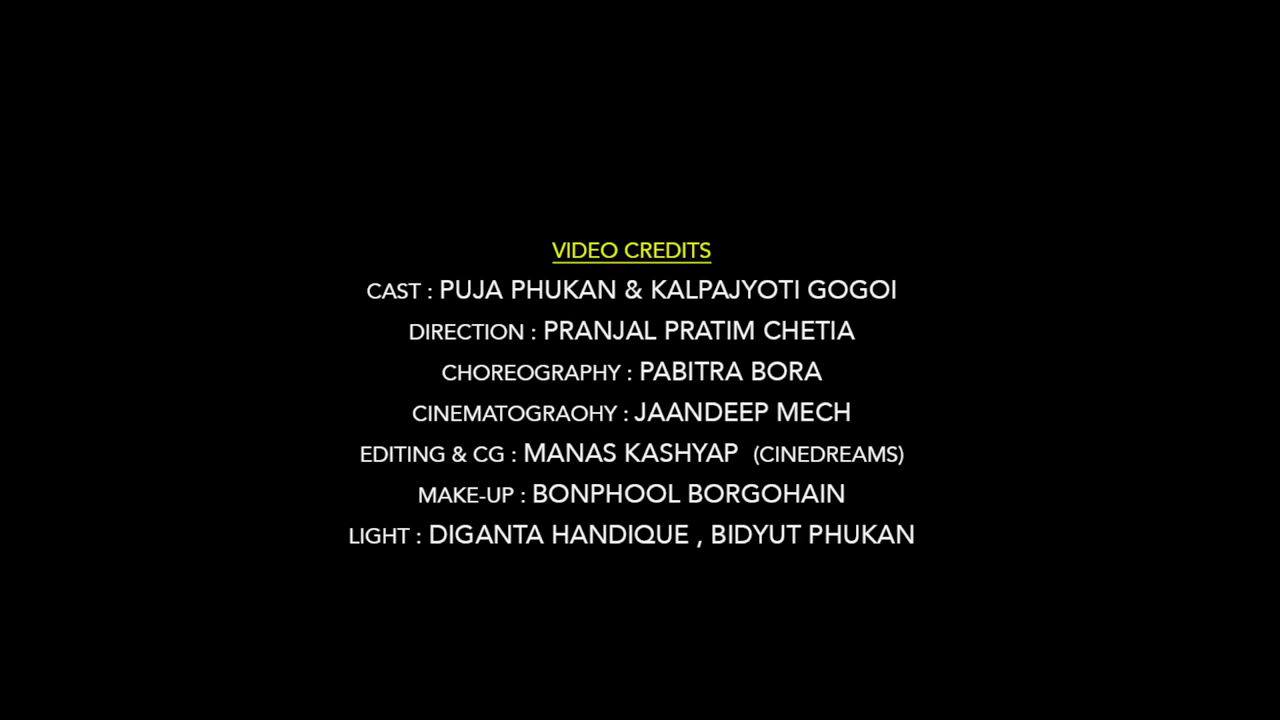 VIDEO CREDITS
CAST : PUJA PHUKAN & KALPAJYOTI GOGOI
DIRECTION : PRANJAL PRATIM CHETIA
CHOREOGRAPHY : PABITRA BORA
CINEMATOGRAOHY : JAANDEEP MECH
EDITING & CG : MANAS KASHYAP (CINEDREAMS)
MAKE-UP : BONPHOOL BORGOHAIN
LIGHT : DIGANTA HANDIQUE , BIDYUT PHUKAN